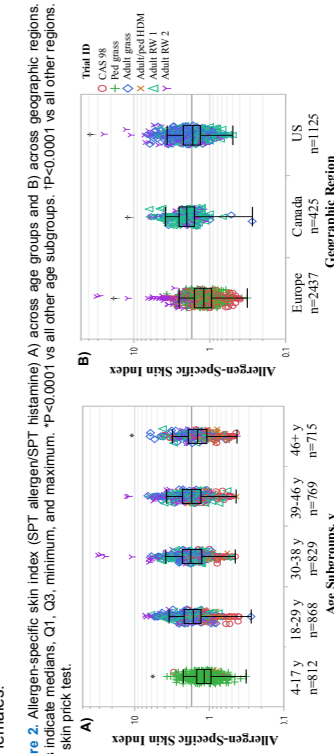 females.
re 2. Allergen-specific skin index (SPT allergen/SPT histamine) A) across age groups and B) across geographic regions.
s indicate medians, Q1, Q3, minimum, and maximum. *P<0.0001 vs all other age subgroups. †P<0.0001 vs all other regions.
skin prick test.
A)
Allergen-Specific Skin Index
10
1
0.1
*
4-17 y
n=812
18-29 y
n=868
30-38 y
n=829
39-46 y
n=769
46+ y
n=715
Age Subgroups, y
B)
Allergen-Specific Skin Index
10
1
0.1
Europe
n=2437
Canada
n=425
US
n=1125
Geographic Region
Trial ID
CAS 98
Ped grass
Adult grass
Adult/ped HDM
Adult RW 1
Adult RW 2